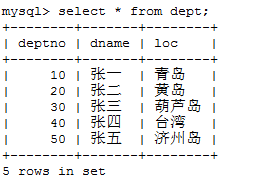 mysql> select * from dept;
+--------+-------+--------+
| deptno | dname | loc |
+--------+-------+--------+
| 10 | 张一 | 青岛 |
| 20 | 张二 | 黄岛 |
| 30 | 张三 | 葫芦岛 |
| 40 | 张四 | 台湾 |
| 50 | 张五 | 济州岛 |
+--------+-------+--------+
5 rows in set